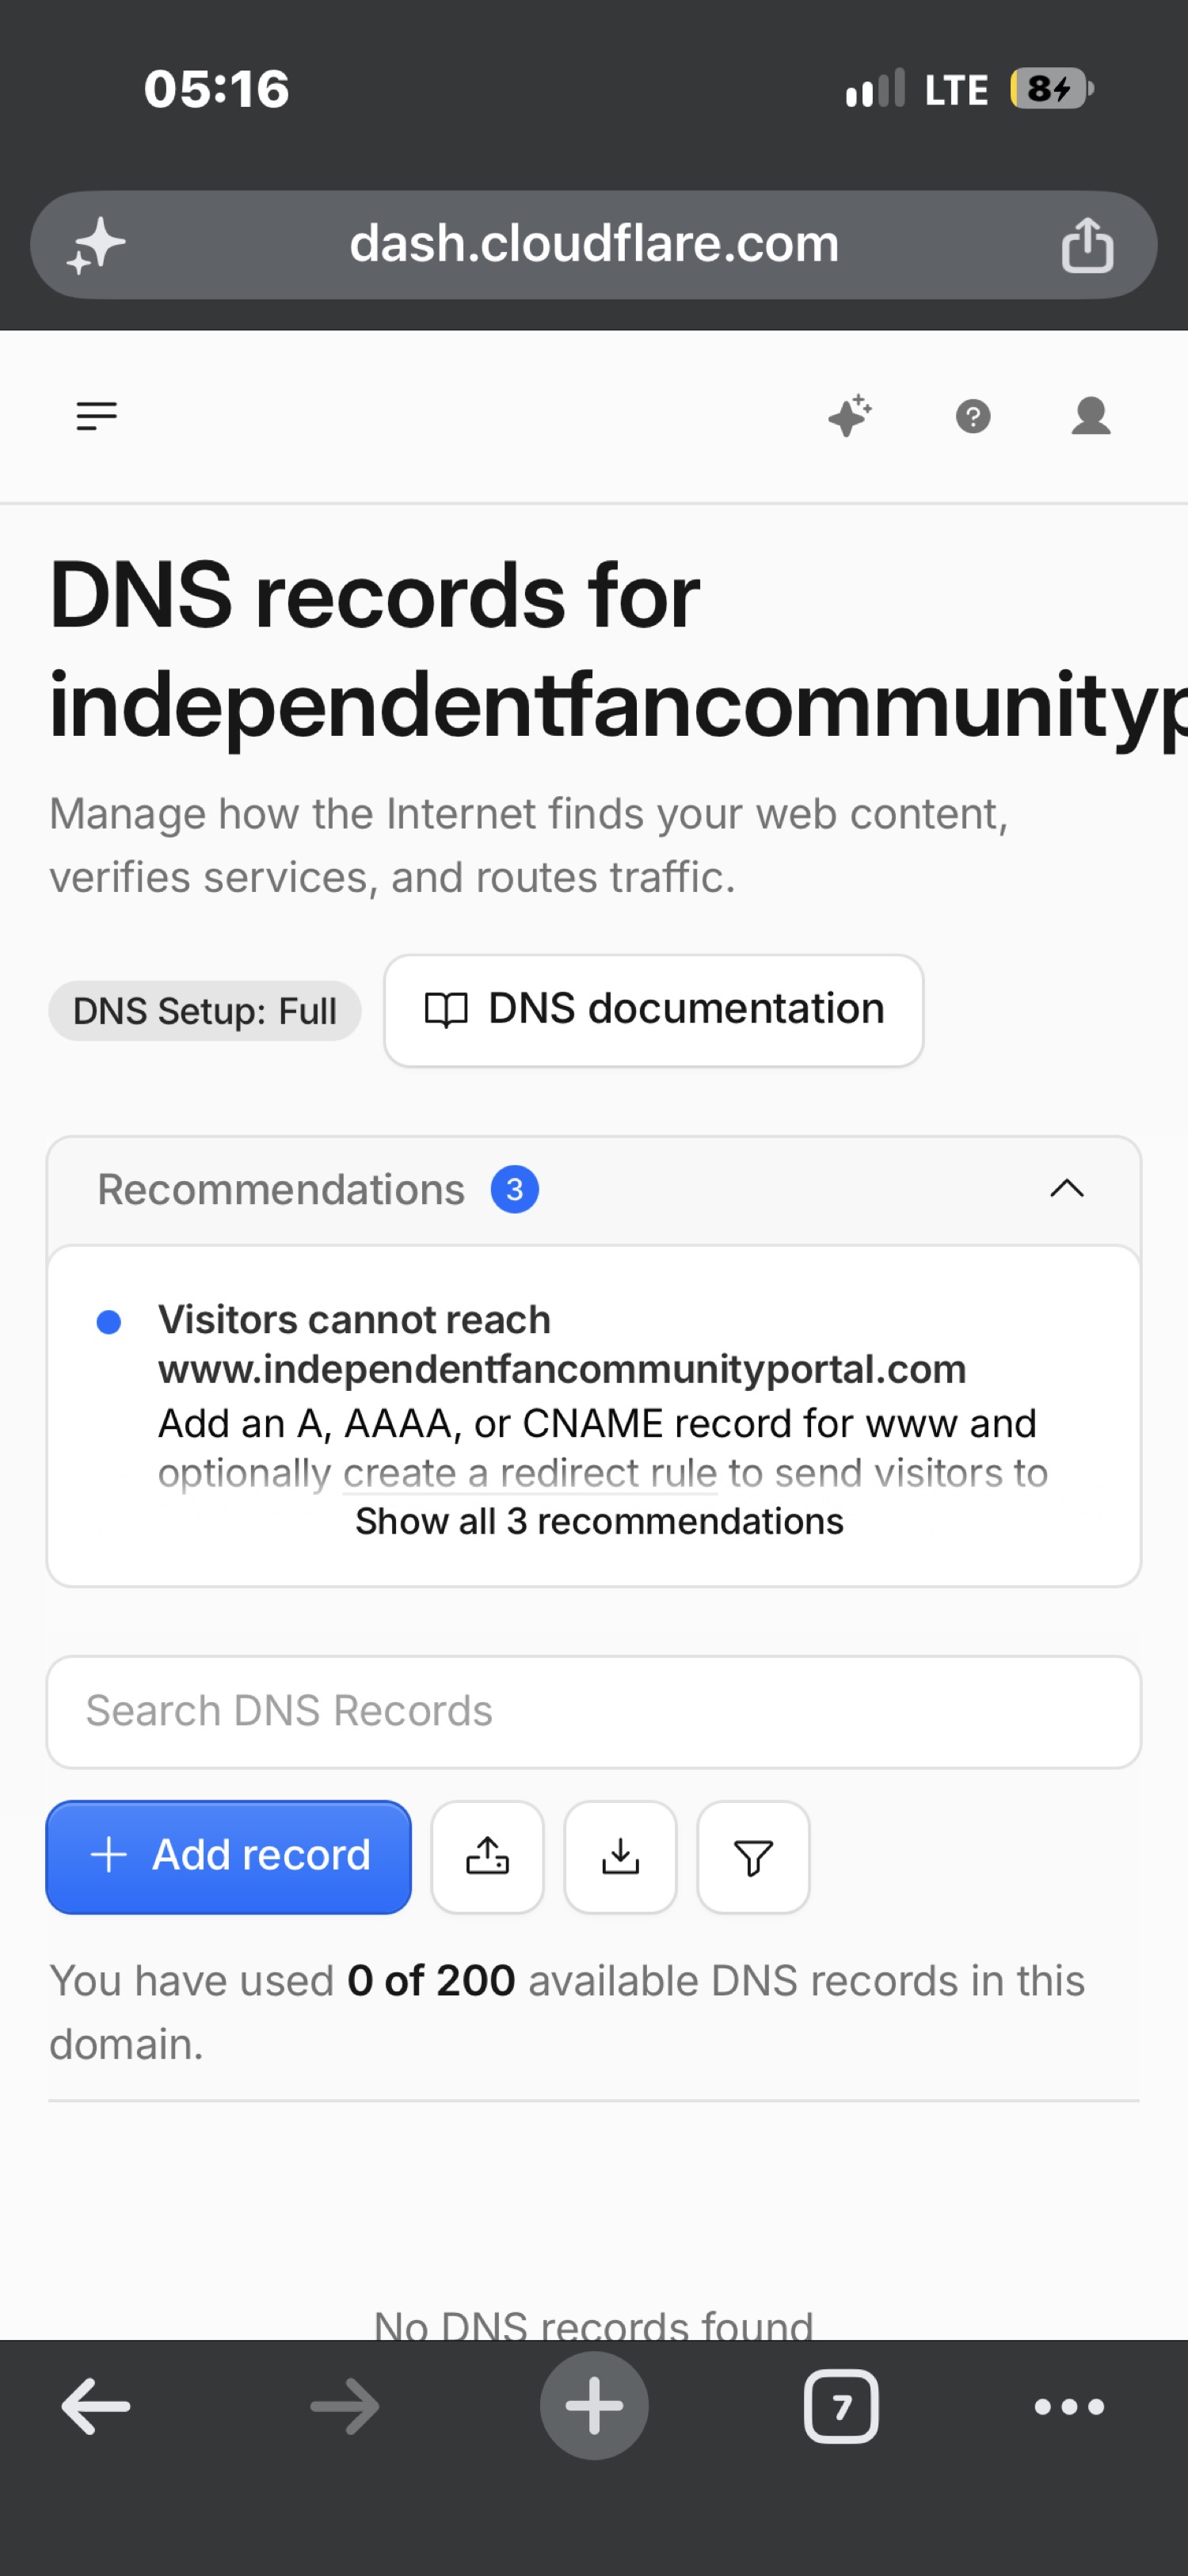 05:16
LTE
8
dash.cloudflare.com
DNS records for
independentfancommunityp
Manage how the Internet finds your web content,
verifies services, and routes traffic.
DNS Setup: Full
DNS documentation
Recommendations 3
Visitors cannot reach
www.independentfancommunityportal.com
Add an A, AAAA, or CNAME record for www and
optionally create a redirect rule to send visitors to
Show all 3 recommendations
Search DNS Records
Add record
You have used 0 of 200 available DNS records in this
domain.
No DNS records found
7